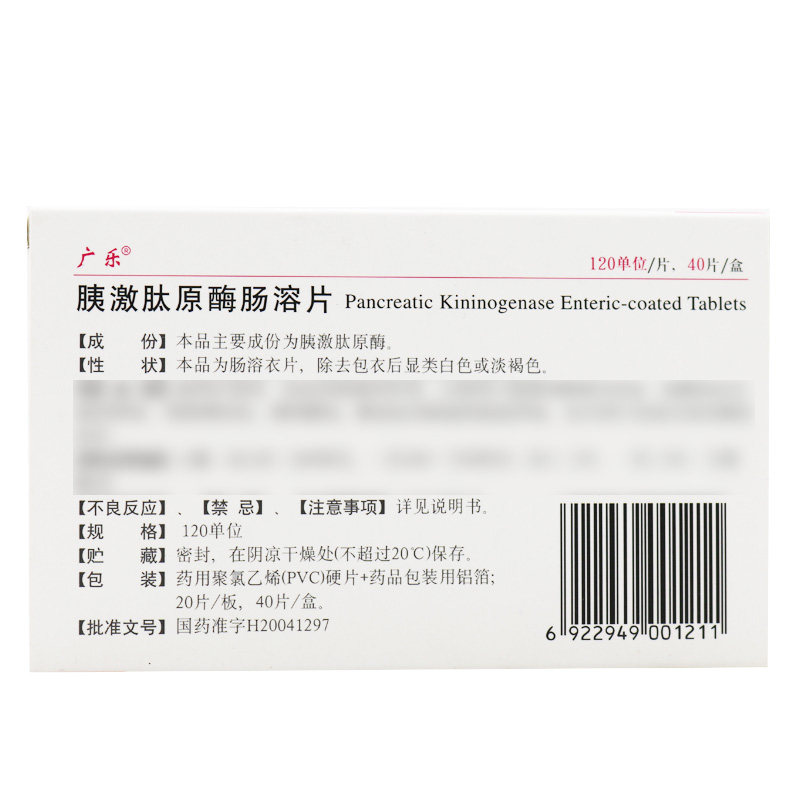 广乐®
120单位/片、40片/盒
胰激肽原酶肠溶片 Pancreatic Kininogenase Enteric-coated Tablets
【成 份】本品主要成份为胰激肽原酶。
【性 状】本品为肠溶衣片，除去包衣后显类白色或淡褐色。
【不良反应】、【禁 忌】、【注意事项】详见说明书。
【规 格】 120单位
【贮 藏】密封，在阴凉干燥处(不超过20℃)保存。
【包 装】药用聚氯乙烯(PVC)硬片+药品包装用铝箔;
20片/板，40片/盒。
【批准文号】国药准字H20041297
6 922949 001211